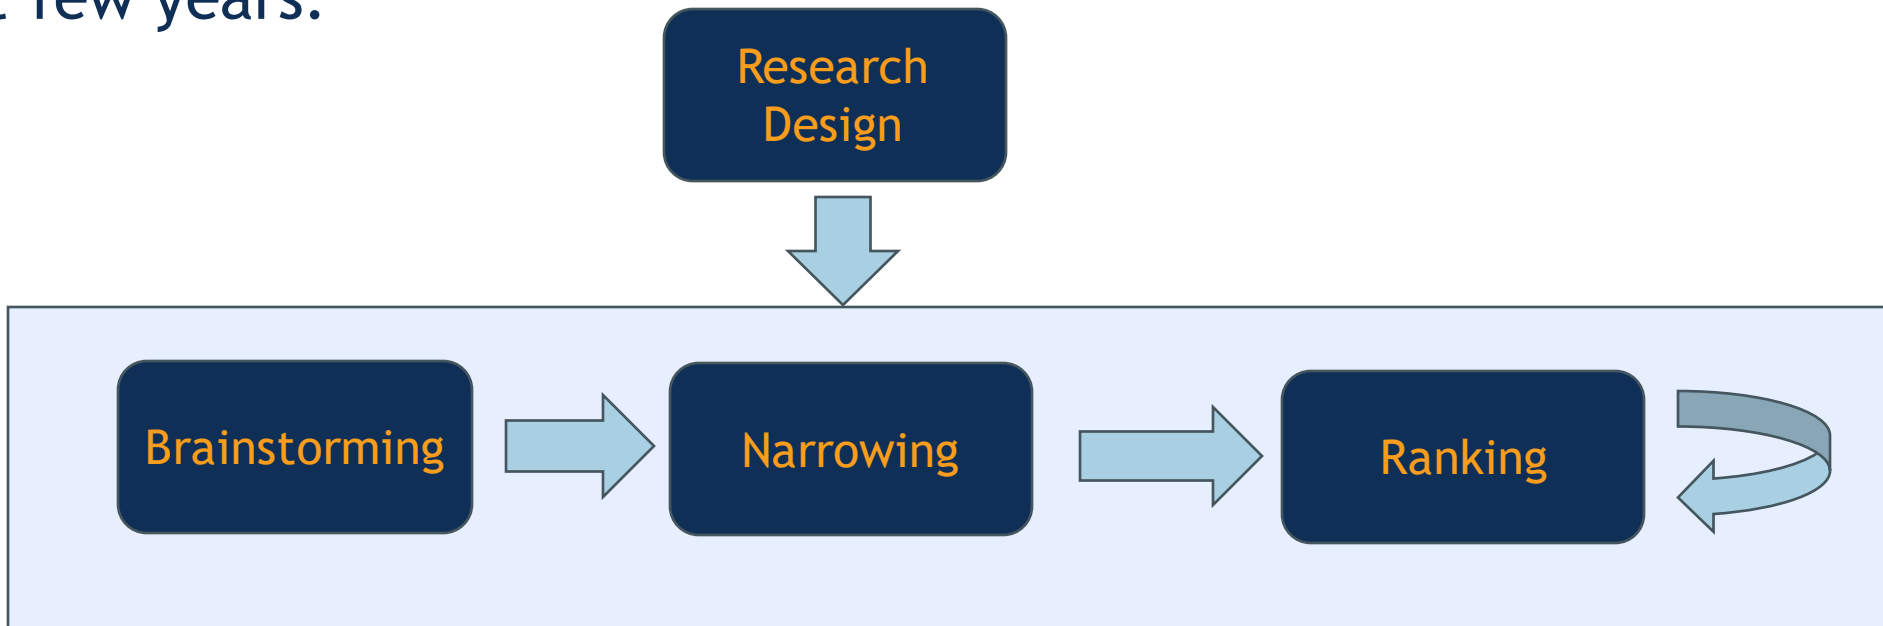 few years.
Research
Design
Brainstorming
Narrowing
Ranking